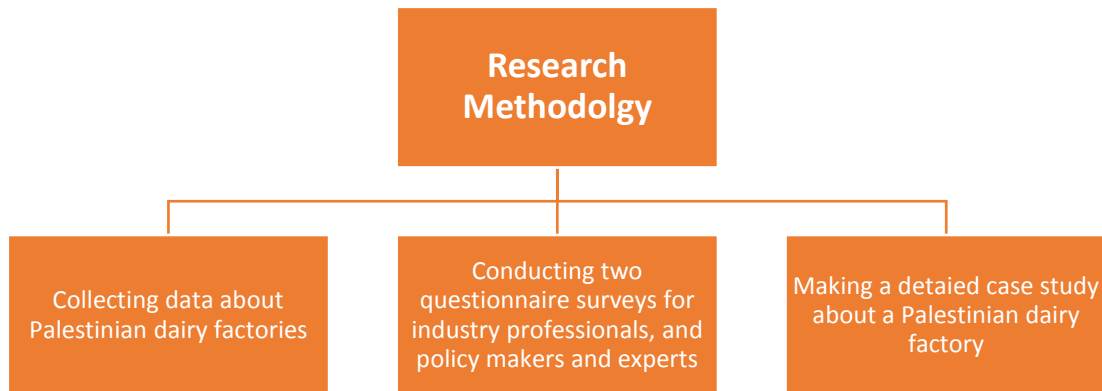 Research
Methodolgy
Collecting data about
Palestinian dairy factories
Conducting two
questionnaire surveys for
industry professionals, and
policy makers and experts
Making a detaied case study
about a Palestinian dairy
factory